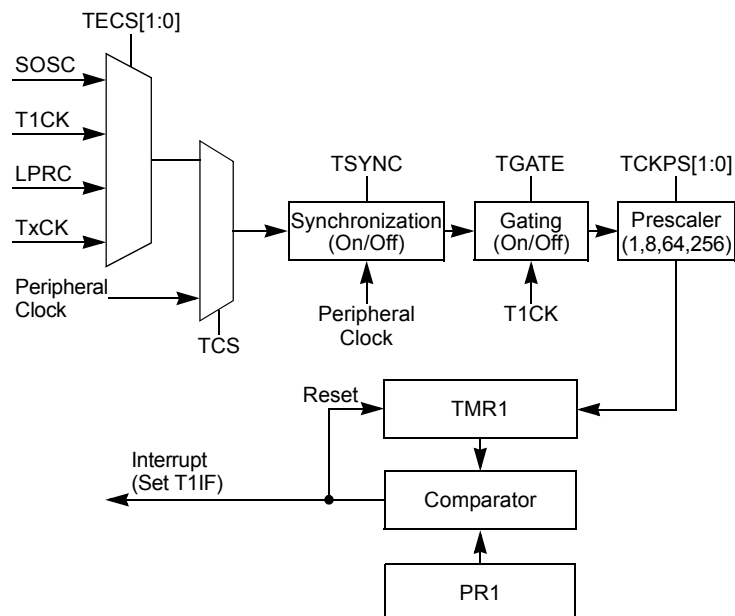 TECS[1:0]
SOSC
T1CK
LPRC
TxCK
Peripheral
Clock
TCS
TSYNC
Synchronization
(On/Off)
Peripheral
Clock
TGATE
Gating
(On/Off)
T1CK
TCKPS[1:0]
Prescaler
(1,8,64,256)
Reset
TMR1
Interrupt
(Set T1IF)
Comparator
PR1